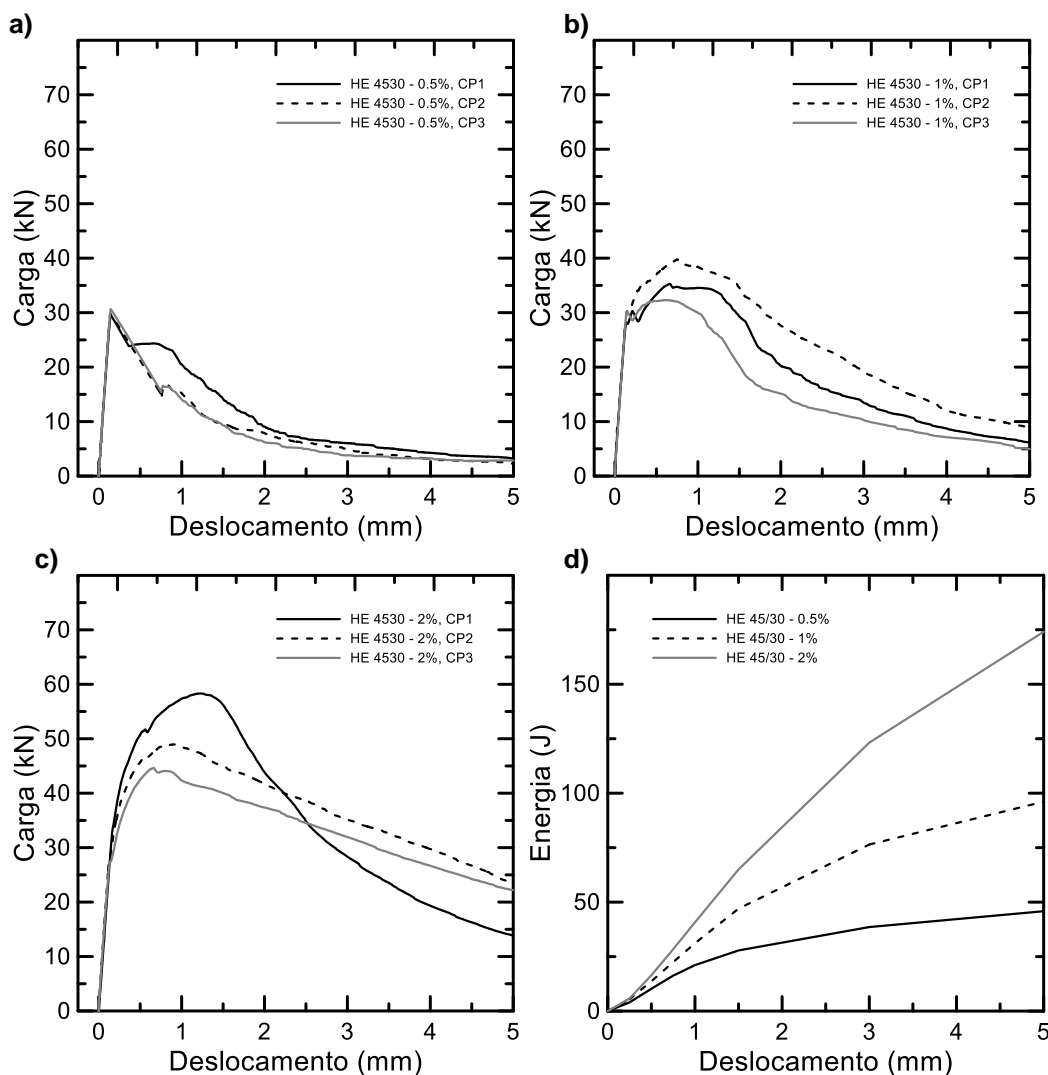 a)
HE 4530 - 0.5%, CP1
HE 4530 - 0.5%, CP2
HE 4530 - 0.5%, CP3
70
60
50
40
30
20
10
0
Carga (kN)
0 1 2 3 4 5
Deslocamento (mm)
b)
HE 4530 - 1%, CP1
HE 4530 - 1%, CP2
HE 4530 - 1%, CP3
70
60
50
40
30
20
10
0
Carga (kN)
0 1 2 3 4 5
Deslocamento (mm)
c)
HE 4530 - 2%, CP1
HE 4530 - 2%, CP2
HE 4530 - 2%, CP3
70
60
50
40
30
20
10
0
Carga (kN)
0 1 2 3 4 5
Deslocamento (mm)
d)
HE 45/30 - 0.5%
HE 45/30 - 1%
HE 45/30 - 2%
150
100
50
0
Energia (J)
0 1 2 3 4 5
Deslocamento (mm)